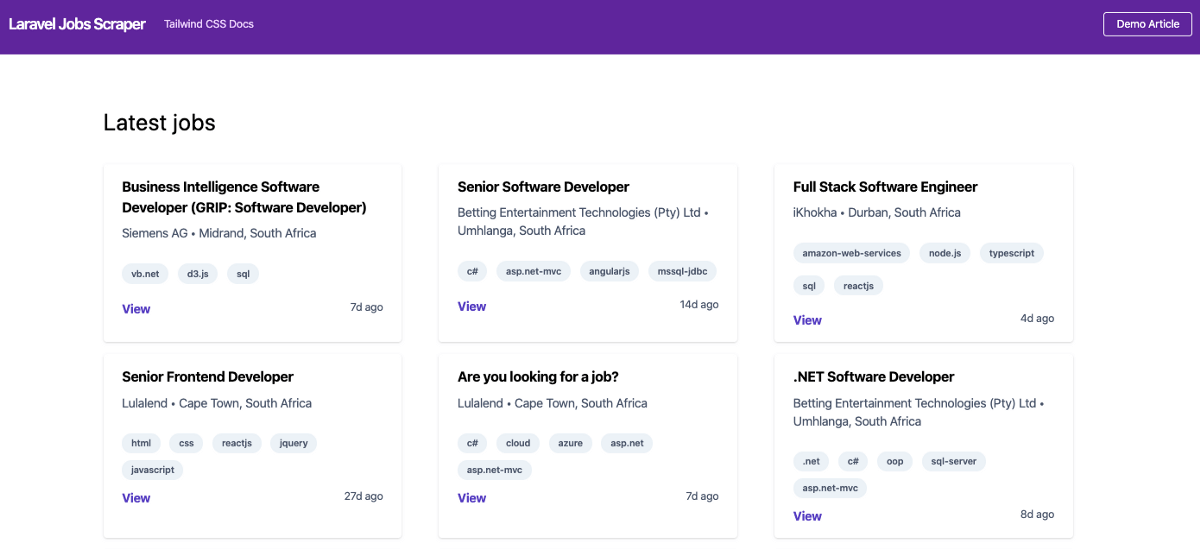 Laravel Jobs Scraper
Tailwind CSS Docs
Demo Article
Latest jobs
Business Intelligence Software
Developer (GRIP: Software Developer)
Siemens AG • Midrand, South Africa
vb.net d3.js sql
View 7d ago
Senior Software Developer
Betting Entertainment Technologies (Pty) Ltd •
Umhlanga, South Africa
c# asp.net-mvc angularjs mssql-jdbc
View 14d ago
Full Stack Software Engineer
iKhokha • Durban, South Africa
amazon-web-services node.js typescript
sql reactjs
View 4d ago
Senior Frontend Developer
Lulalend • Cape Town, South Africa
html css reactjs jquery
javascript
View 27d ago
Are you looking for a job?
Lulalend • Cape Town, South Africa
c# cloud azure asp.net
asp.net-mvc
View 7d ago
.NET Software Developer
Betting Entertainment Technologies (Pty) Ltd •
Umhlanga, South Africa
.net c# oop sql-server
asp.net-mvc
View 8d ago